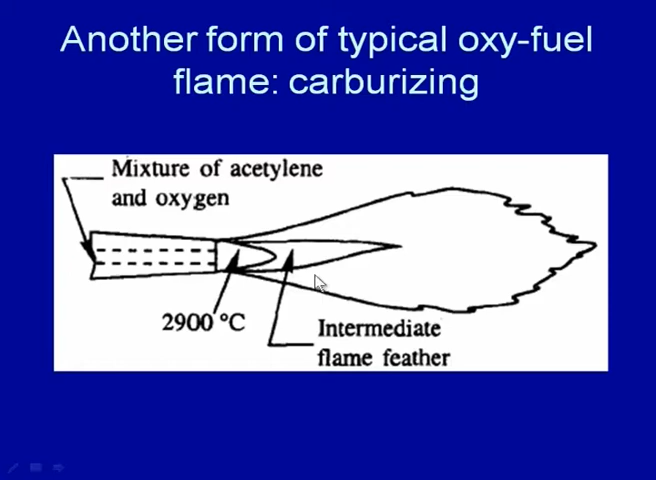 Another form of typical oxy-fuel
flame: carburizing
Mixture of acetylene
and oxygen
2900 °C
Intermediate
flame feather